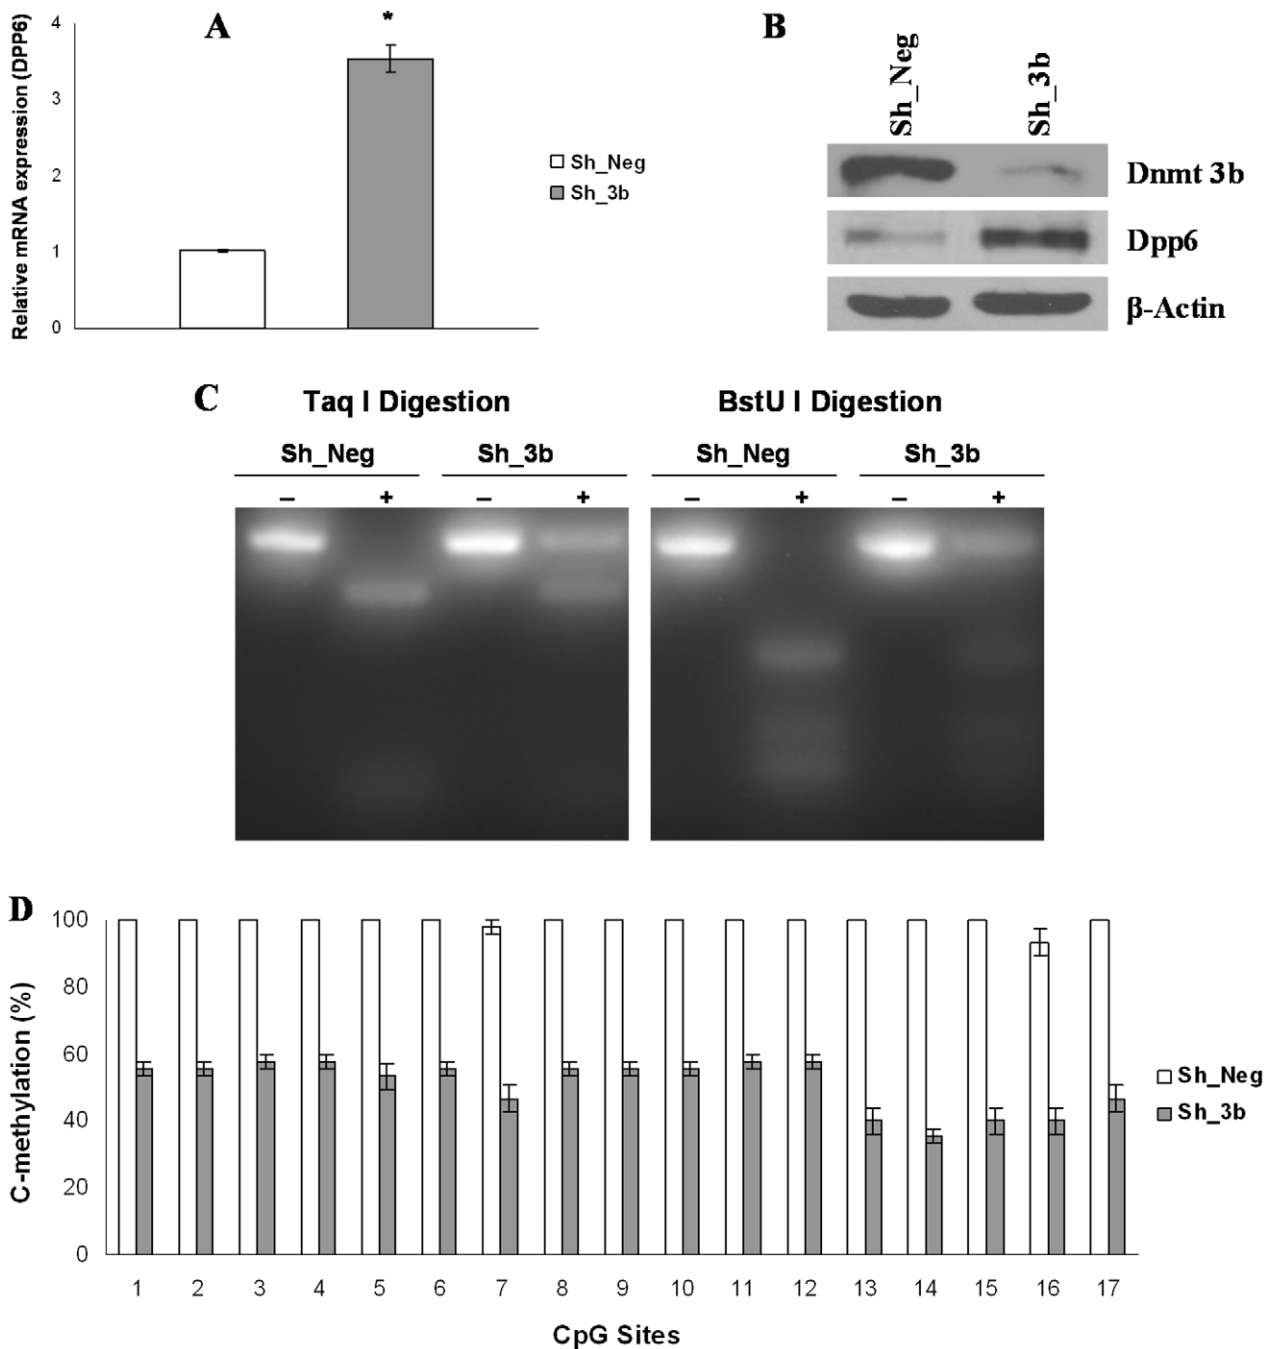 A
Relative mRNA expression (DPP6)
4
3
2
1
0
*
Sh_Neg
Sh_3b
B
Sh_Neg
Sh_3b
Dnmt 3b
Dpp6
β-Actin
C
Taq I Digestion
BstU I Digestion
Sh_Neg
Sh_3b
Sh_Neg
Sh_3b
– + – + – + – +
D
C-methylation (%)
100
80
60
40
20
0
1 2 3 4 5 6 7 8 9 10 11 12 13 14 15 16 17
CpG Sites
Sh_Neg
Sh_3b